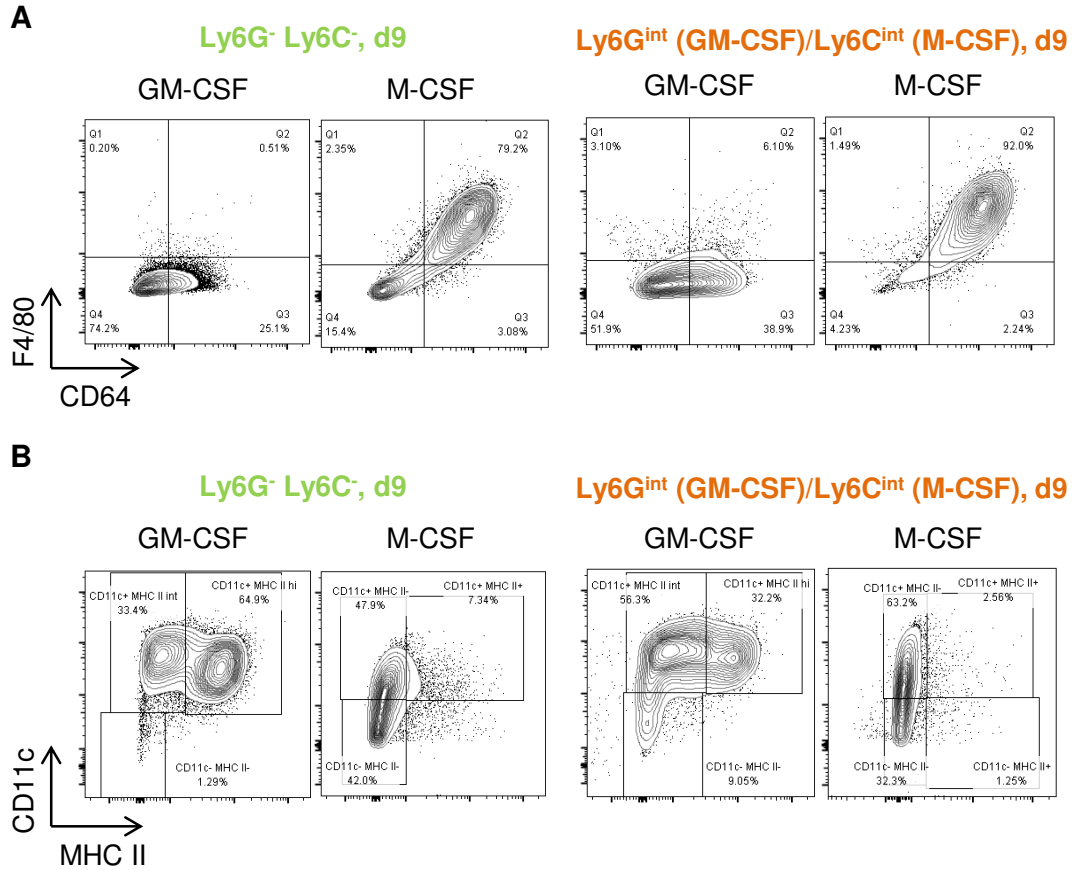 A
Ly6G- Ly6C-, d9
Ly6Gint (GM-CSF)/Ly6Cint (M-CSF), d9
GM-CSF
M-CSF
GM-CSF
M-CSF
Q1
0.20%
Q2
0.51%
Q4
74.2%
Q3
25.1%
Q1
2.35%
Q2
79.2%
Q4
15.4%
Q3
3.08%
Q1
3.10%
Q2
6.10%
Q4
51.9%
Q3
38.9%
Q1
1.49%
Q2
92.0%
Q4
4.23%
Q3
2.24%
F4/80
CD64
B
Ly6G- Ly6C-, d9
Ly6Gint (GM-CSF)/Ly6Cint (M-CSF), d9
GM-CSF
M-CSF
GM-CSF
M-CSF
CD11c+ MHC II int
33.4%
CD11c+ MHC II hi
64.9%
CD11c- MHC II-
1.29%
CD11c+ MHC II-
47.9%
CD11c+ MHC II+
7.34%
CD11c- MHC II-
42.0%
CD11c+ MHC II int
56.3%
CD11c+ MHC II hi
32.2%
CD11c- MHC II-
9.05%
CD11c+ MHC II-
63.2%
CD11c+ MHC II+
2.56%
CD11c- MHC II-
32.3%
CD11c- MHC II+
1.25%
CD11c
MHC II